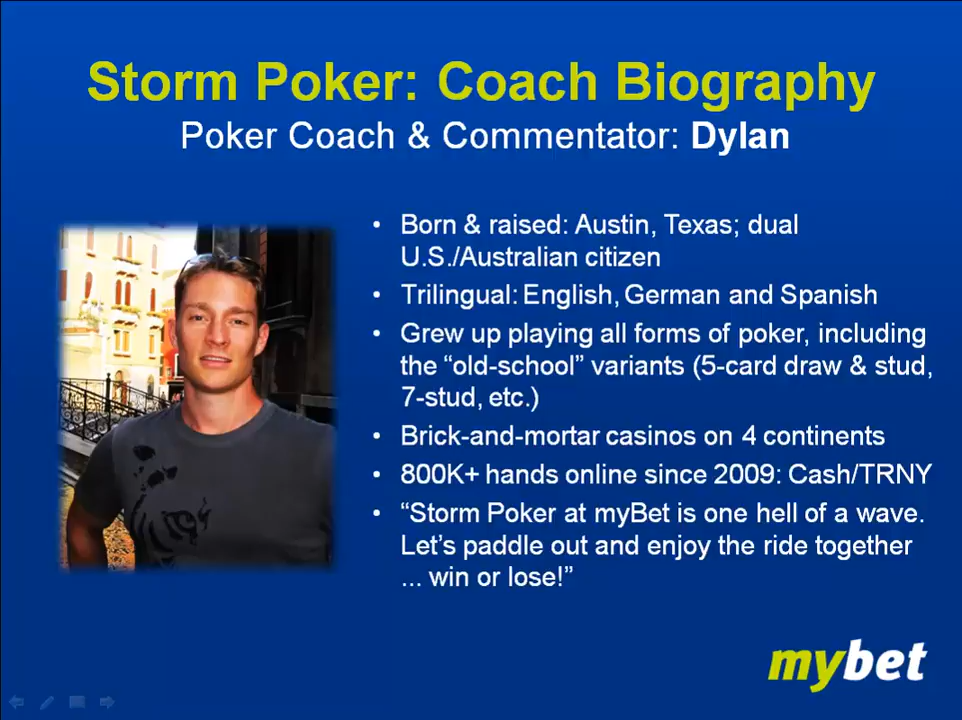 Storm Poker: Coach Biography
Poker Coach & Commentator: Dylan
• Born & raised: Austin, Texas; dual
U.S./Australian citizen
• Trilingual: English, German and Spanish
• Grew up playing all forms of poker, including
the “old-school” variants (5-card draw & stud,
7-stud, etc.)
• Brick-and-mortar casinos on 4 continents
• 800K+ hands online since 2009: Cash/TRNY
• “Storm Poker at myBet is one hell of a wave.
Let’s paddle out and enjoy the ride together
... win or lose!”
mybet